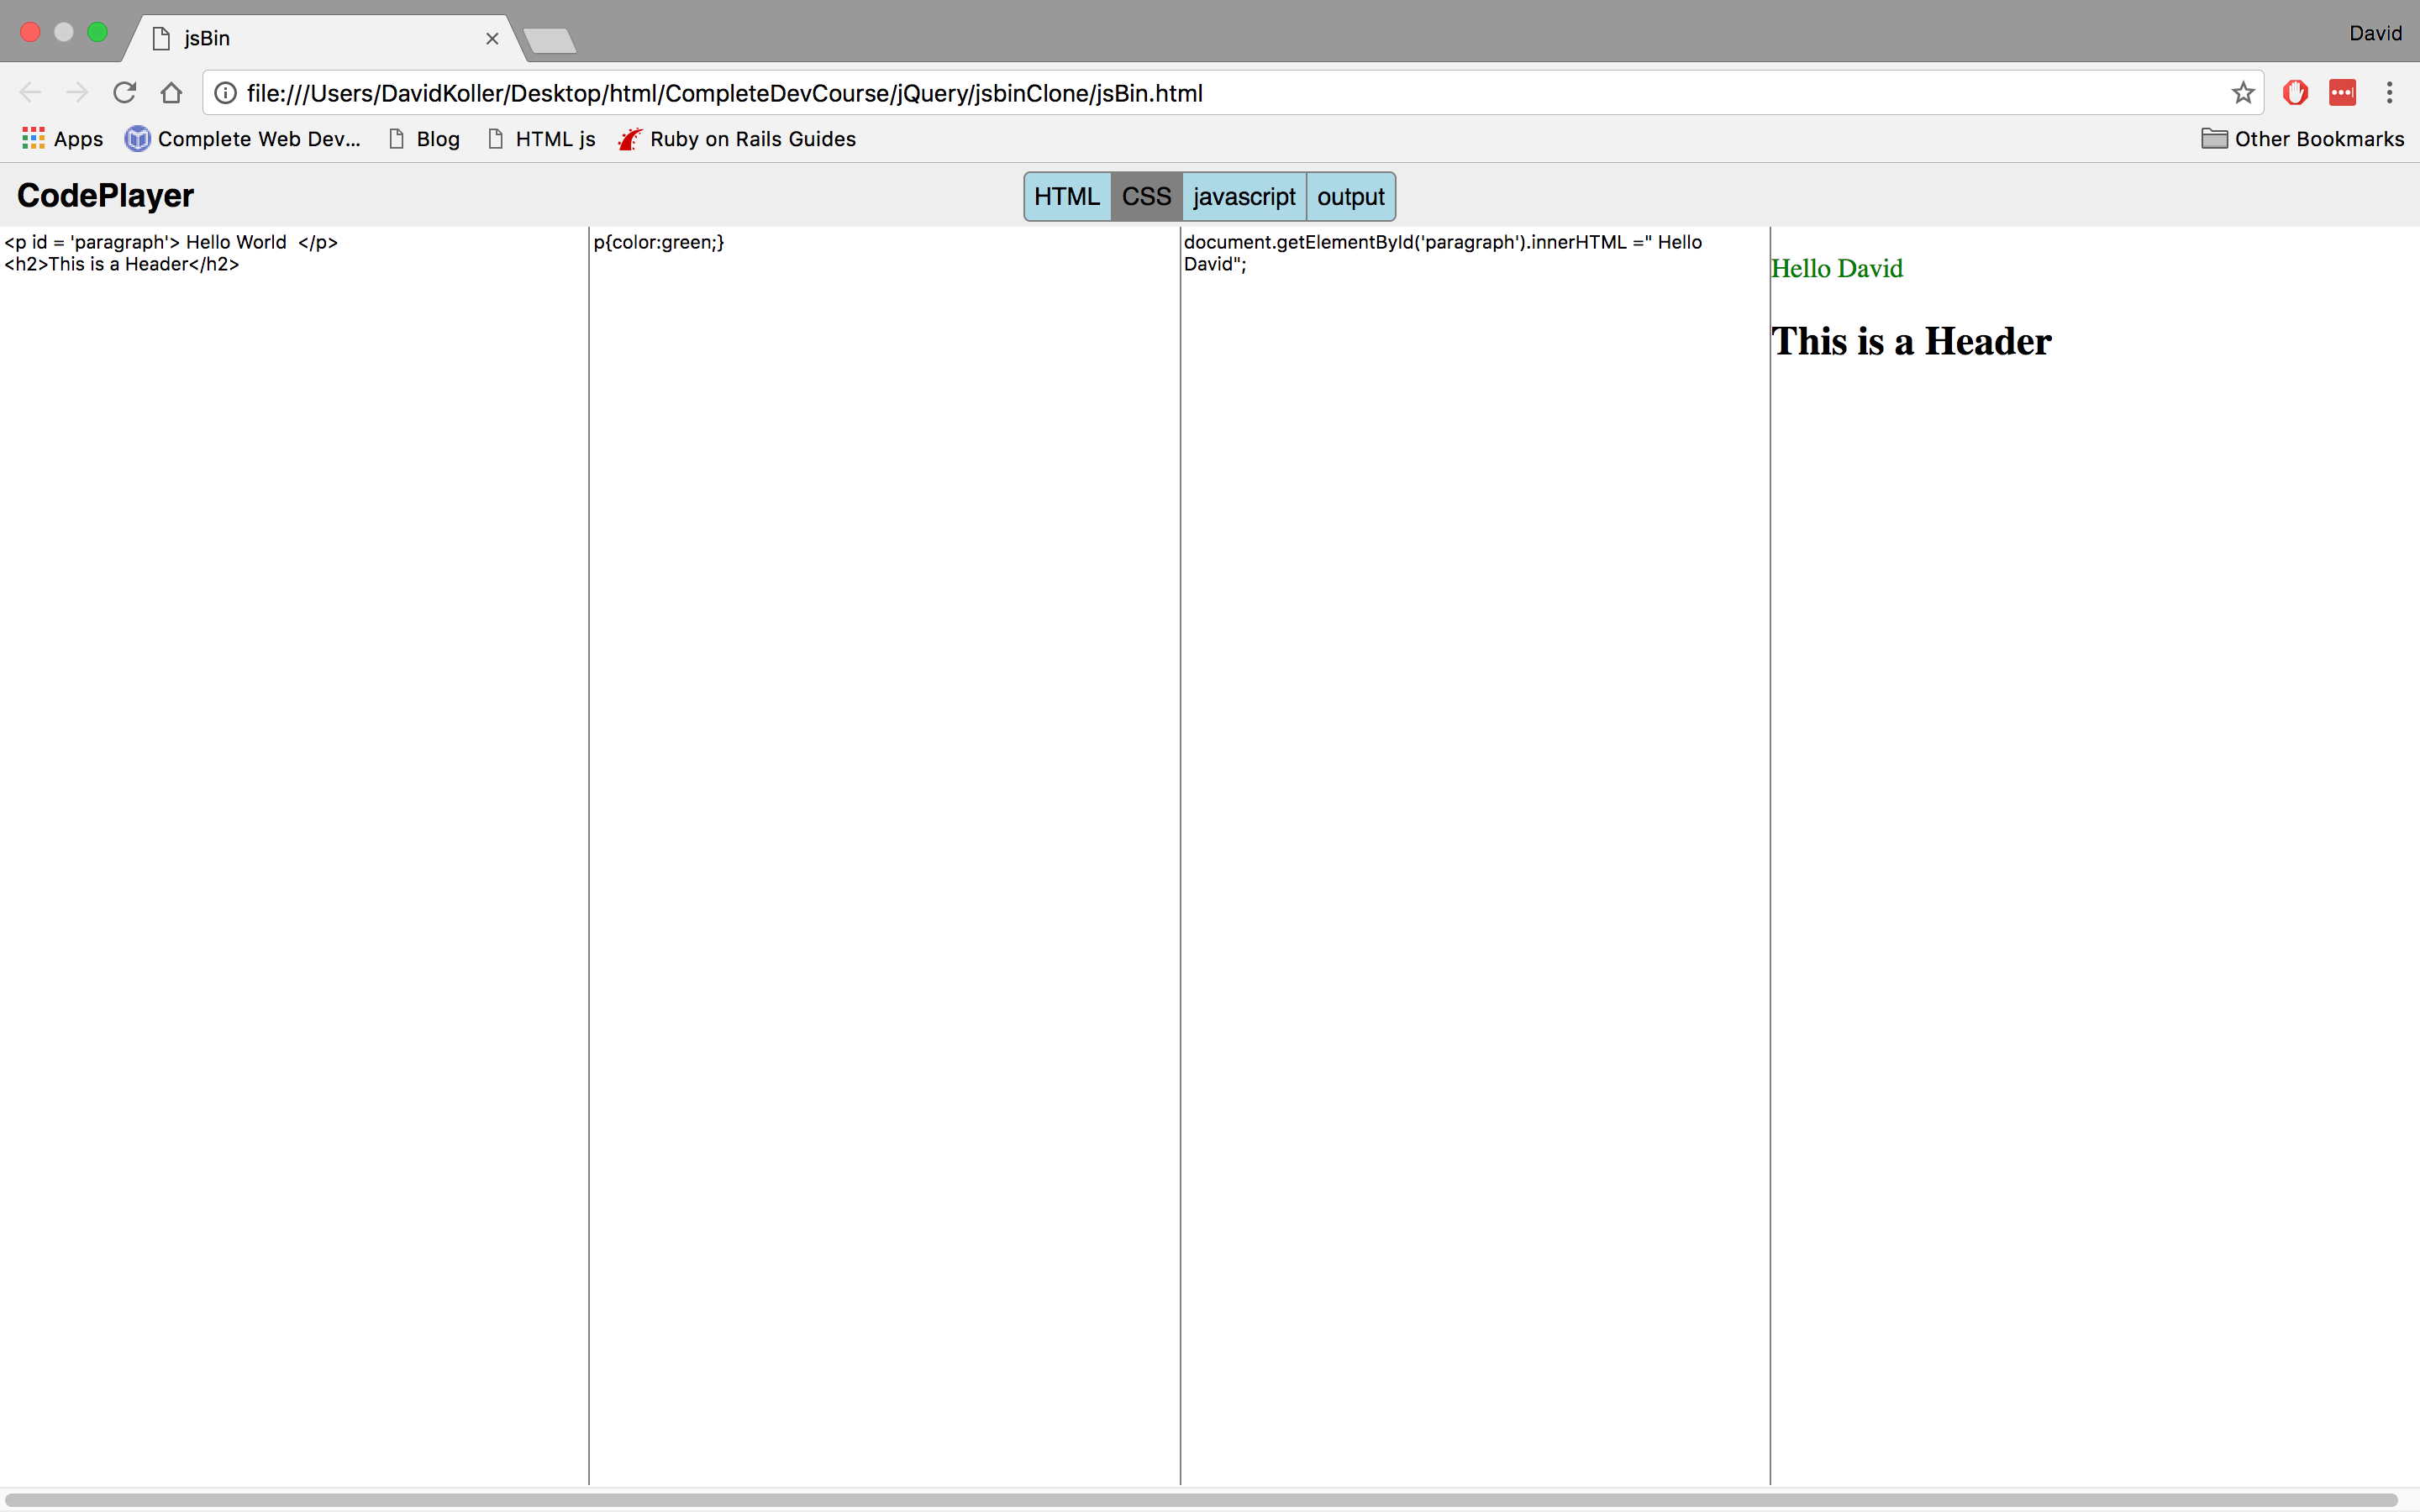 jsBin
David
file:///Users/DavidKoller/Desktop/html/CompleteDevCourse/jQuery/jsbinClone/jsBin.html
Apps Complete Web Dev... Blog HTML js Ruby on Rails Guides Other Bookmarks
CodePlayer HTML CSS javascript output
<p id = 'paragraph'> Hello World  </p>
<h2>This is a Header</h2>
p{color:green;}
document.getElementById('paragraph').innerHTML =" Hello
David";
Hello David
This is a Header